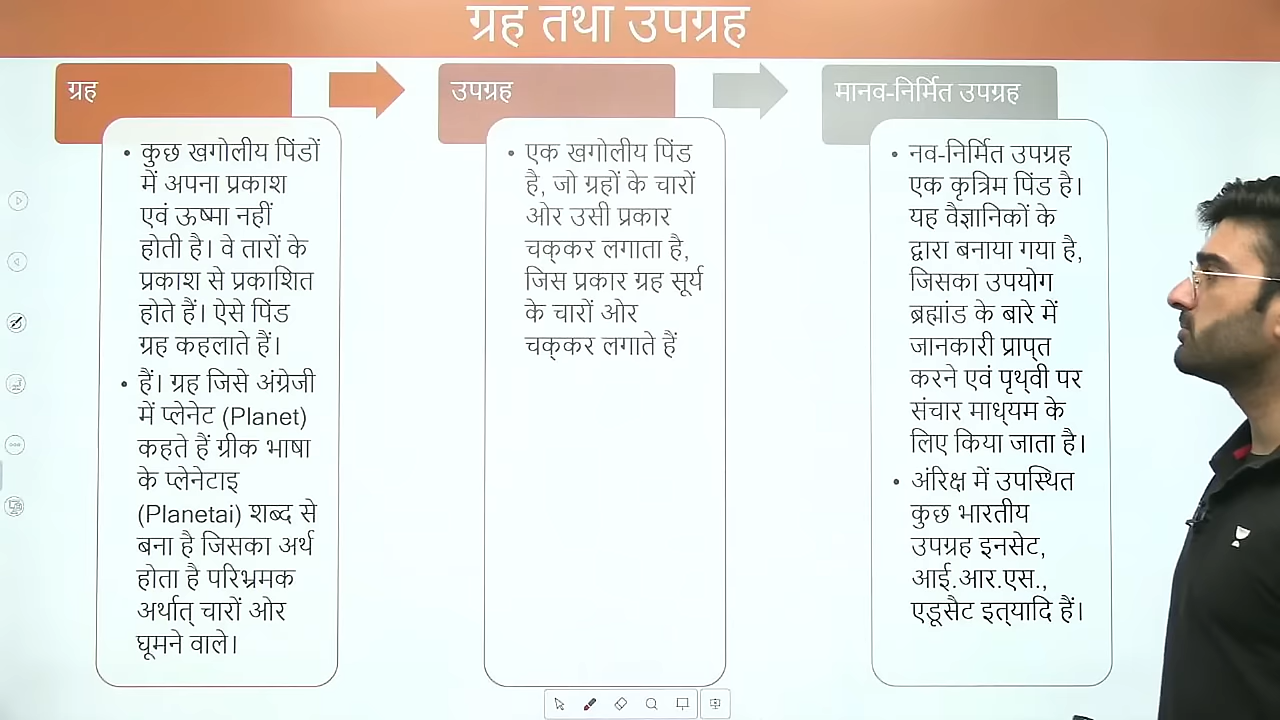 ग्रह तथा उपग्रह
ग्रह
• कुछ खगोलीय पिंडों
में अपना प्रकाश
एवं ऊष्मा नहीं
होती है। वे तारों के
प्रकाश से प्रकाशित
होते हैं। ऐसे पिंड
ग्रह कहलाते हैं।
• हैं। ग्रह जिसे अंग्रेजी
में प्लेनेट (Planet)
कहते हैं ग्रीक भाषा
के प्लेनेटाइ
(Planetai) शब्द से
बना है जिसका अर्थ
होता है परिभ्रमक
अर्थात् चारों ओर
घूमने वाले।
उपग्रह
• एक खगोलीय पिंड
है, जो ग्रहों के चारों
ओर उसी प्रकार
चक्कर लगाता है,
जिस प्रकार ग्रह सूर्य
के चारों ओर
चक्कर लगाते हैं
मानव-निर्मित उपग्रह
• नव-निर्मित उपग्रह
एक कृत्रिम पिंड है।
यह वैज्ञानिकों के
द्वारा बनाया गया है,
जिसका उपयोग
ब्रह्मांड के बारे में
जानकारी प्राप्त
करने एवं पृथ्वी पर
संचार माध्यम के
लिए किया जाता है।
• अंरिक्ष में उपस्थित
कुछ भारतीय
उपग्रह इनसेट,
आई.आर.एस.,
एडूसैट इत्यादि हैं।